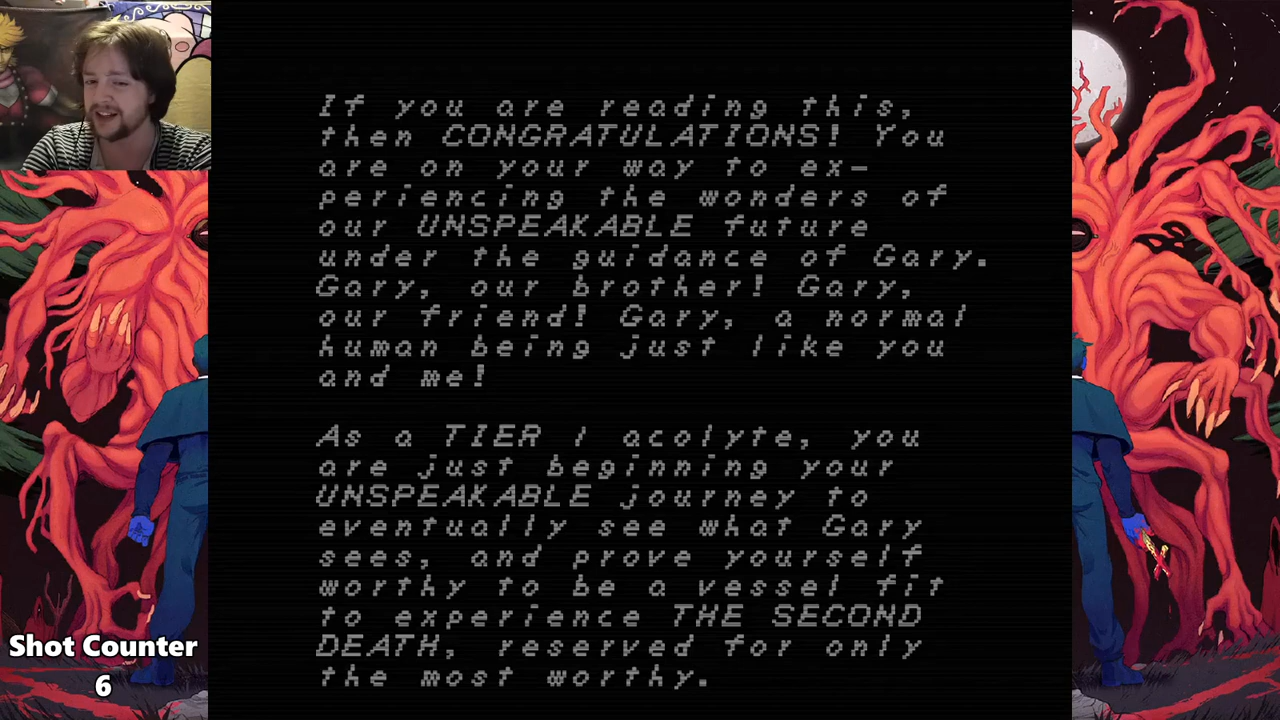 If you are reading this,
then CONGRATULATIONS! You
are on your way to ex-
periencing the wonders of
our UNSPEAKABLE future
under the guidance of Gary.
Gary, our brother! Gary,
our friend! Gary, a normal
human being just like you
and me!
As a TIER 1 acolyte, you
are just beginning your
UNSPEAKABLE journey to
eventually see what Gary
sees, and prove yourself
worthy to be a vessel fit
to experience THE SECOND
DEATH, reserved for only
the most worthy.
Shot Counter
6